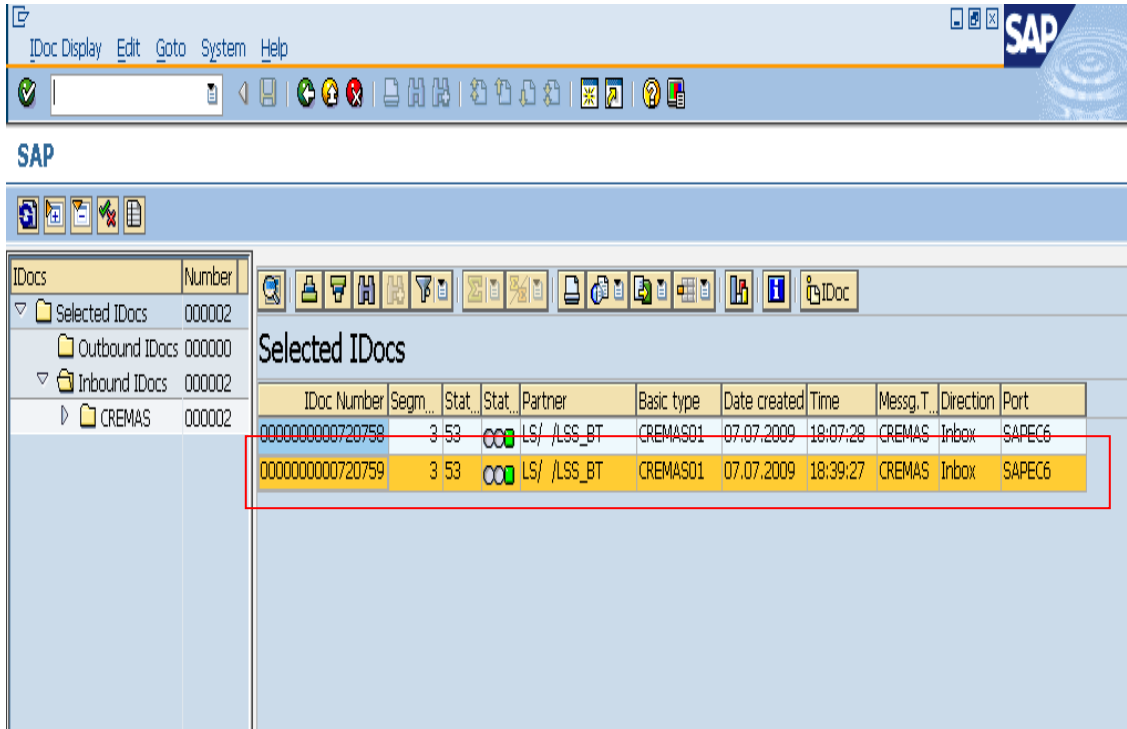 IDoc Display Edit Goto System Help
SAP
SAP
IDocs Number
Selected IDocs 000002
Outbound IDocs 000000
Inbound IDocs 000002
CREMAS 000002
IDoc
Selected IDocs
IDoc Number Segm... Stat... Stat... Partner Basic type Date created Time Messg.T... Direction Port
0000000000720758 3 53 LS/ /LSS_BT CREMAS01 07.07.2009 18:07:28 CREMAS Inbox SAPEC6
0000000000720759 3 53 LS/ /LSS_BT CREMAS01 07.07.2009 18:39:27 CREMAS Inbox SAPEC6